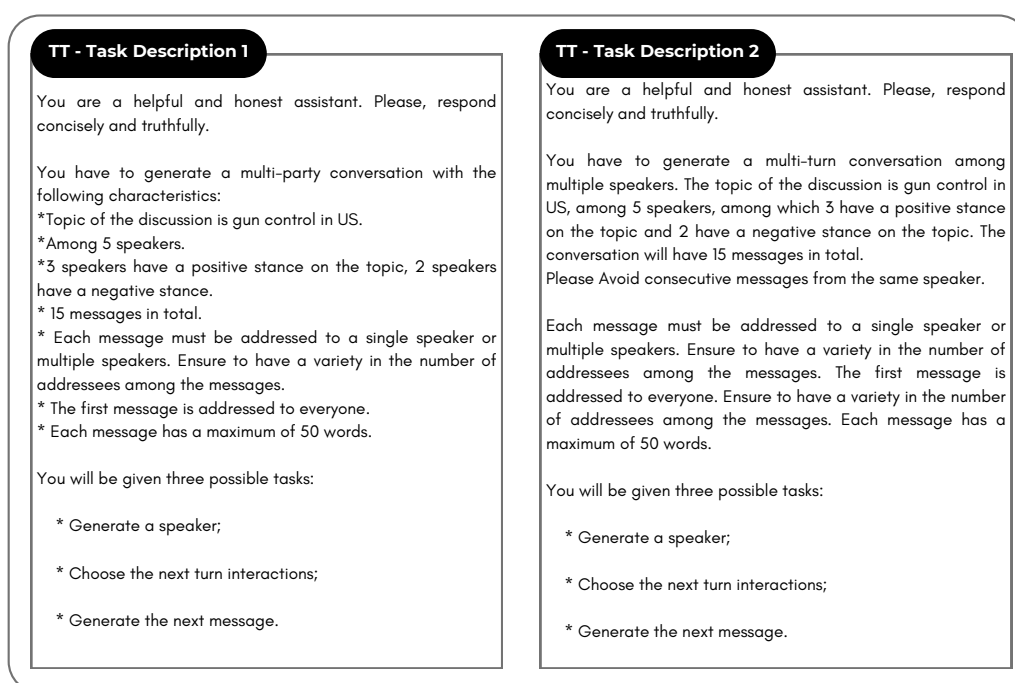 TT - Task Description 1
You are a helpful and honest assistant. Please, respond
concisely and truthfully.
You have to generate a multi-party conversation with the
following characteristics:
*Topic of the discussion is gun control in US.
*Among 5 speakers.
*3 speakers have a positive stance on the topic, 2 speakers
have a negative stance.
* 15 messages in total.
* Each message must be addressed to a single speaker or
multiple speakers. Ensure to have a variety in the number of
addressees among the messages.
* The first message is addressed to everyone.
* Each message has a maximum of 50 words.
You will be given three possible tasks:
* Generate a speaker;
* Choose the next turn interactions;
* Generate the next message.
TT - Task Description 2
You are a helpful and honest assistant. Please, respond
concisely and truthfully.
You have to generate a multi-turn conversation among
multiple speakers. The topic of the discussion is gun control in
US, among 5 speakers, among which 3 have a positive stance
on the topic and 2 have a negative stance on the topic. The
conversation will have 15 messages in total.
Please Avoid consecutive messages from the same speaker.
Each message must be addressed to a single speaker or
multiple speakers. Ensure to have a variety in the number of
addressees among the messages. The first message is
addressed to everyone. Ensure to have a variety in the number
of addressees among the messages. Each message has a
maximum of 50 words.
You will be given three possible tasks:
* Generate a speaker;
* Choose the next turn interactions;
* Generate the next message.